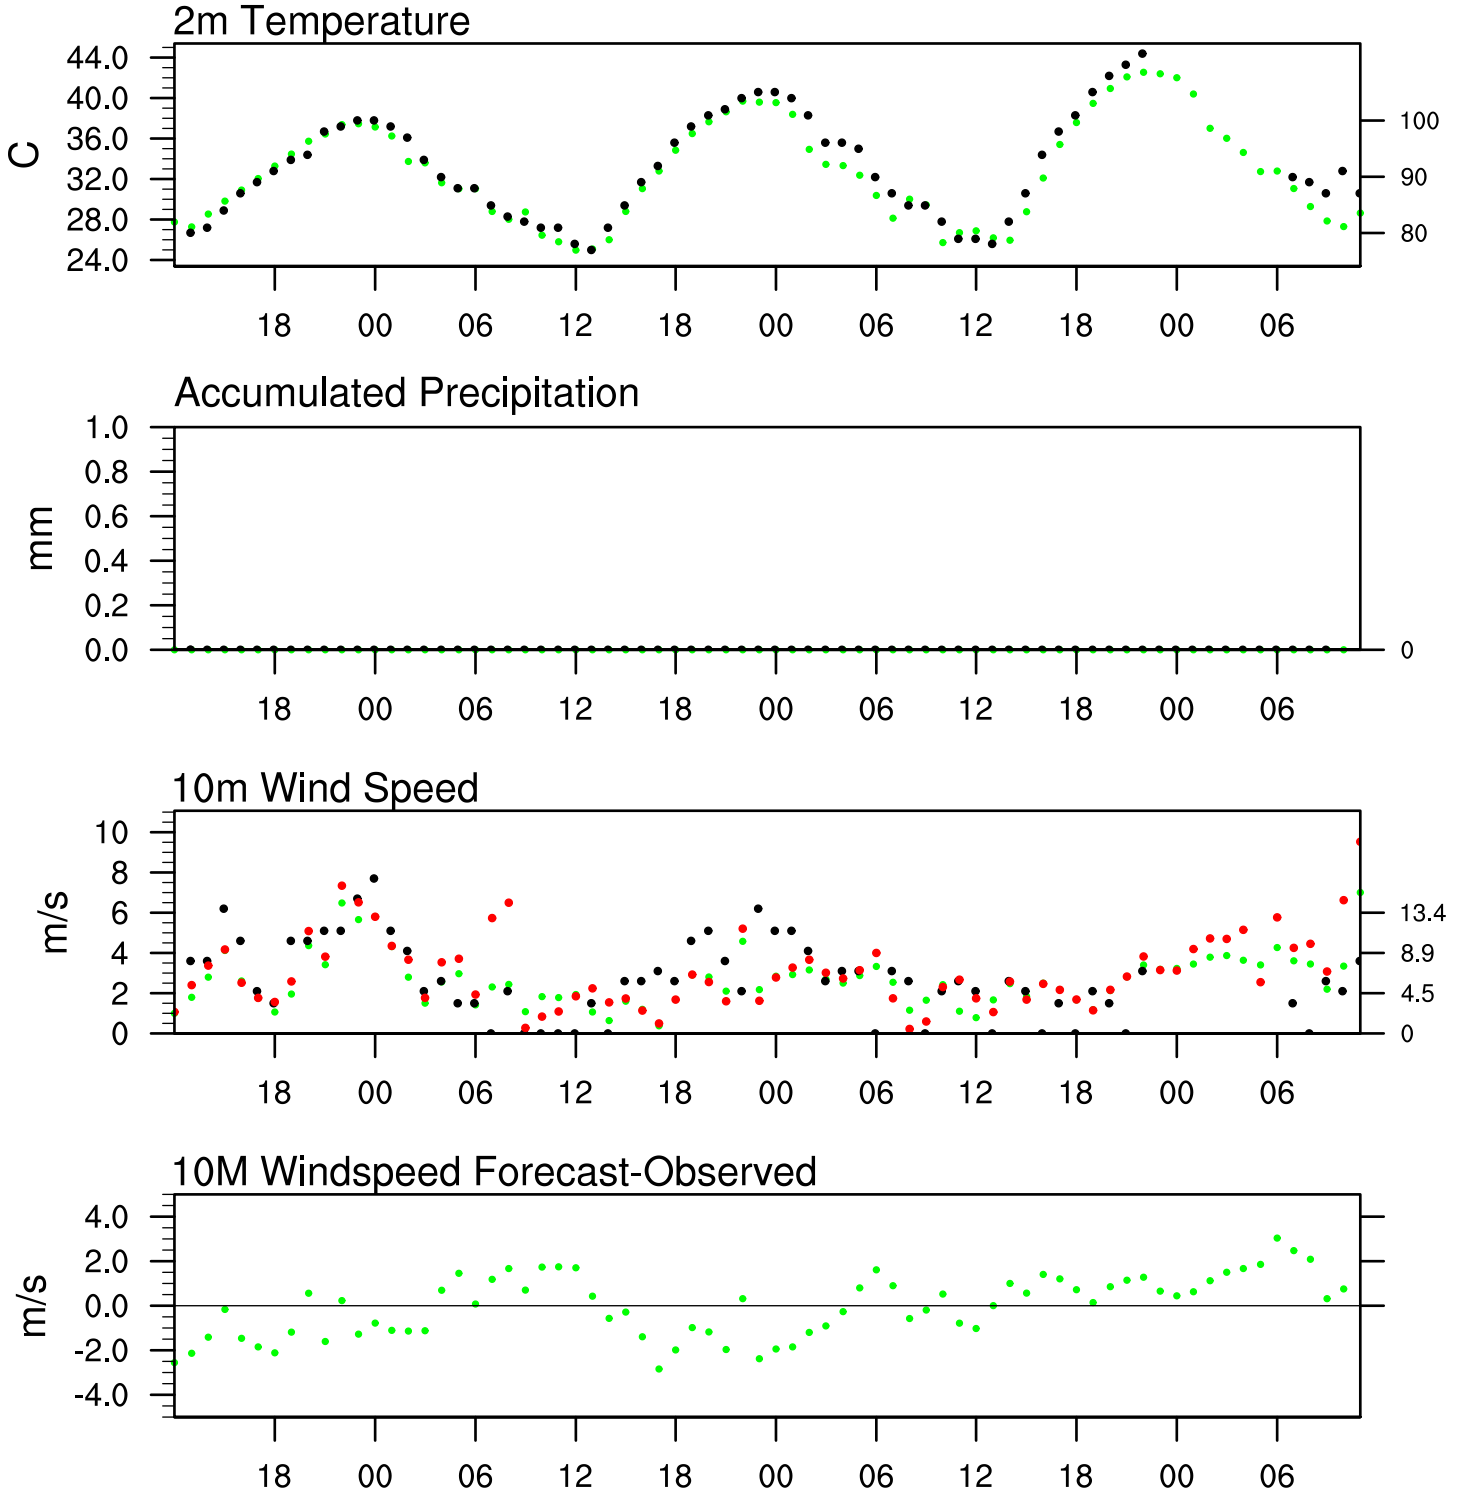 2m Temperature
44.0
40.0
36.0
32.0
28.0
24.0
C
100
90
80
18 00 06 12 18 00 06 12 18 00 06
Accumulated Precipitation
1.0
0.8
0.6
0.4
0.2
0.0
mm
0
18 00 06 12 18 00 06 12 18 00 06
10m Wind Speed
10
8
6
4
2
0
m/s
13.4
8.9
4.5
0
18 00 06 12 18 00 06 12 18 00 06
10M Windspeed Forecast-Observed
4.0
2.0
0.0
-2.0
-4.0
m/s
18 00 06 12 18 00 06 12 18 00 06